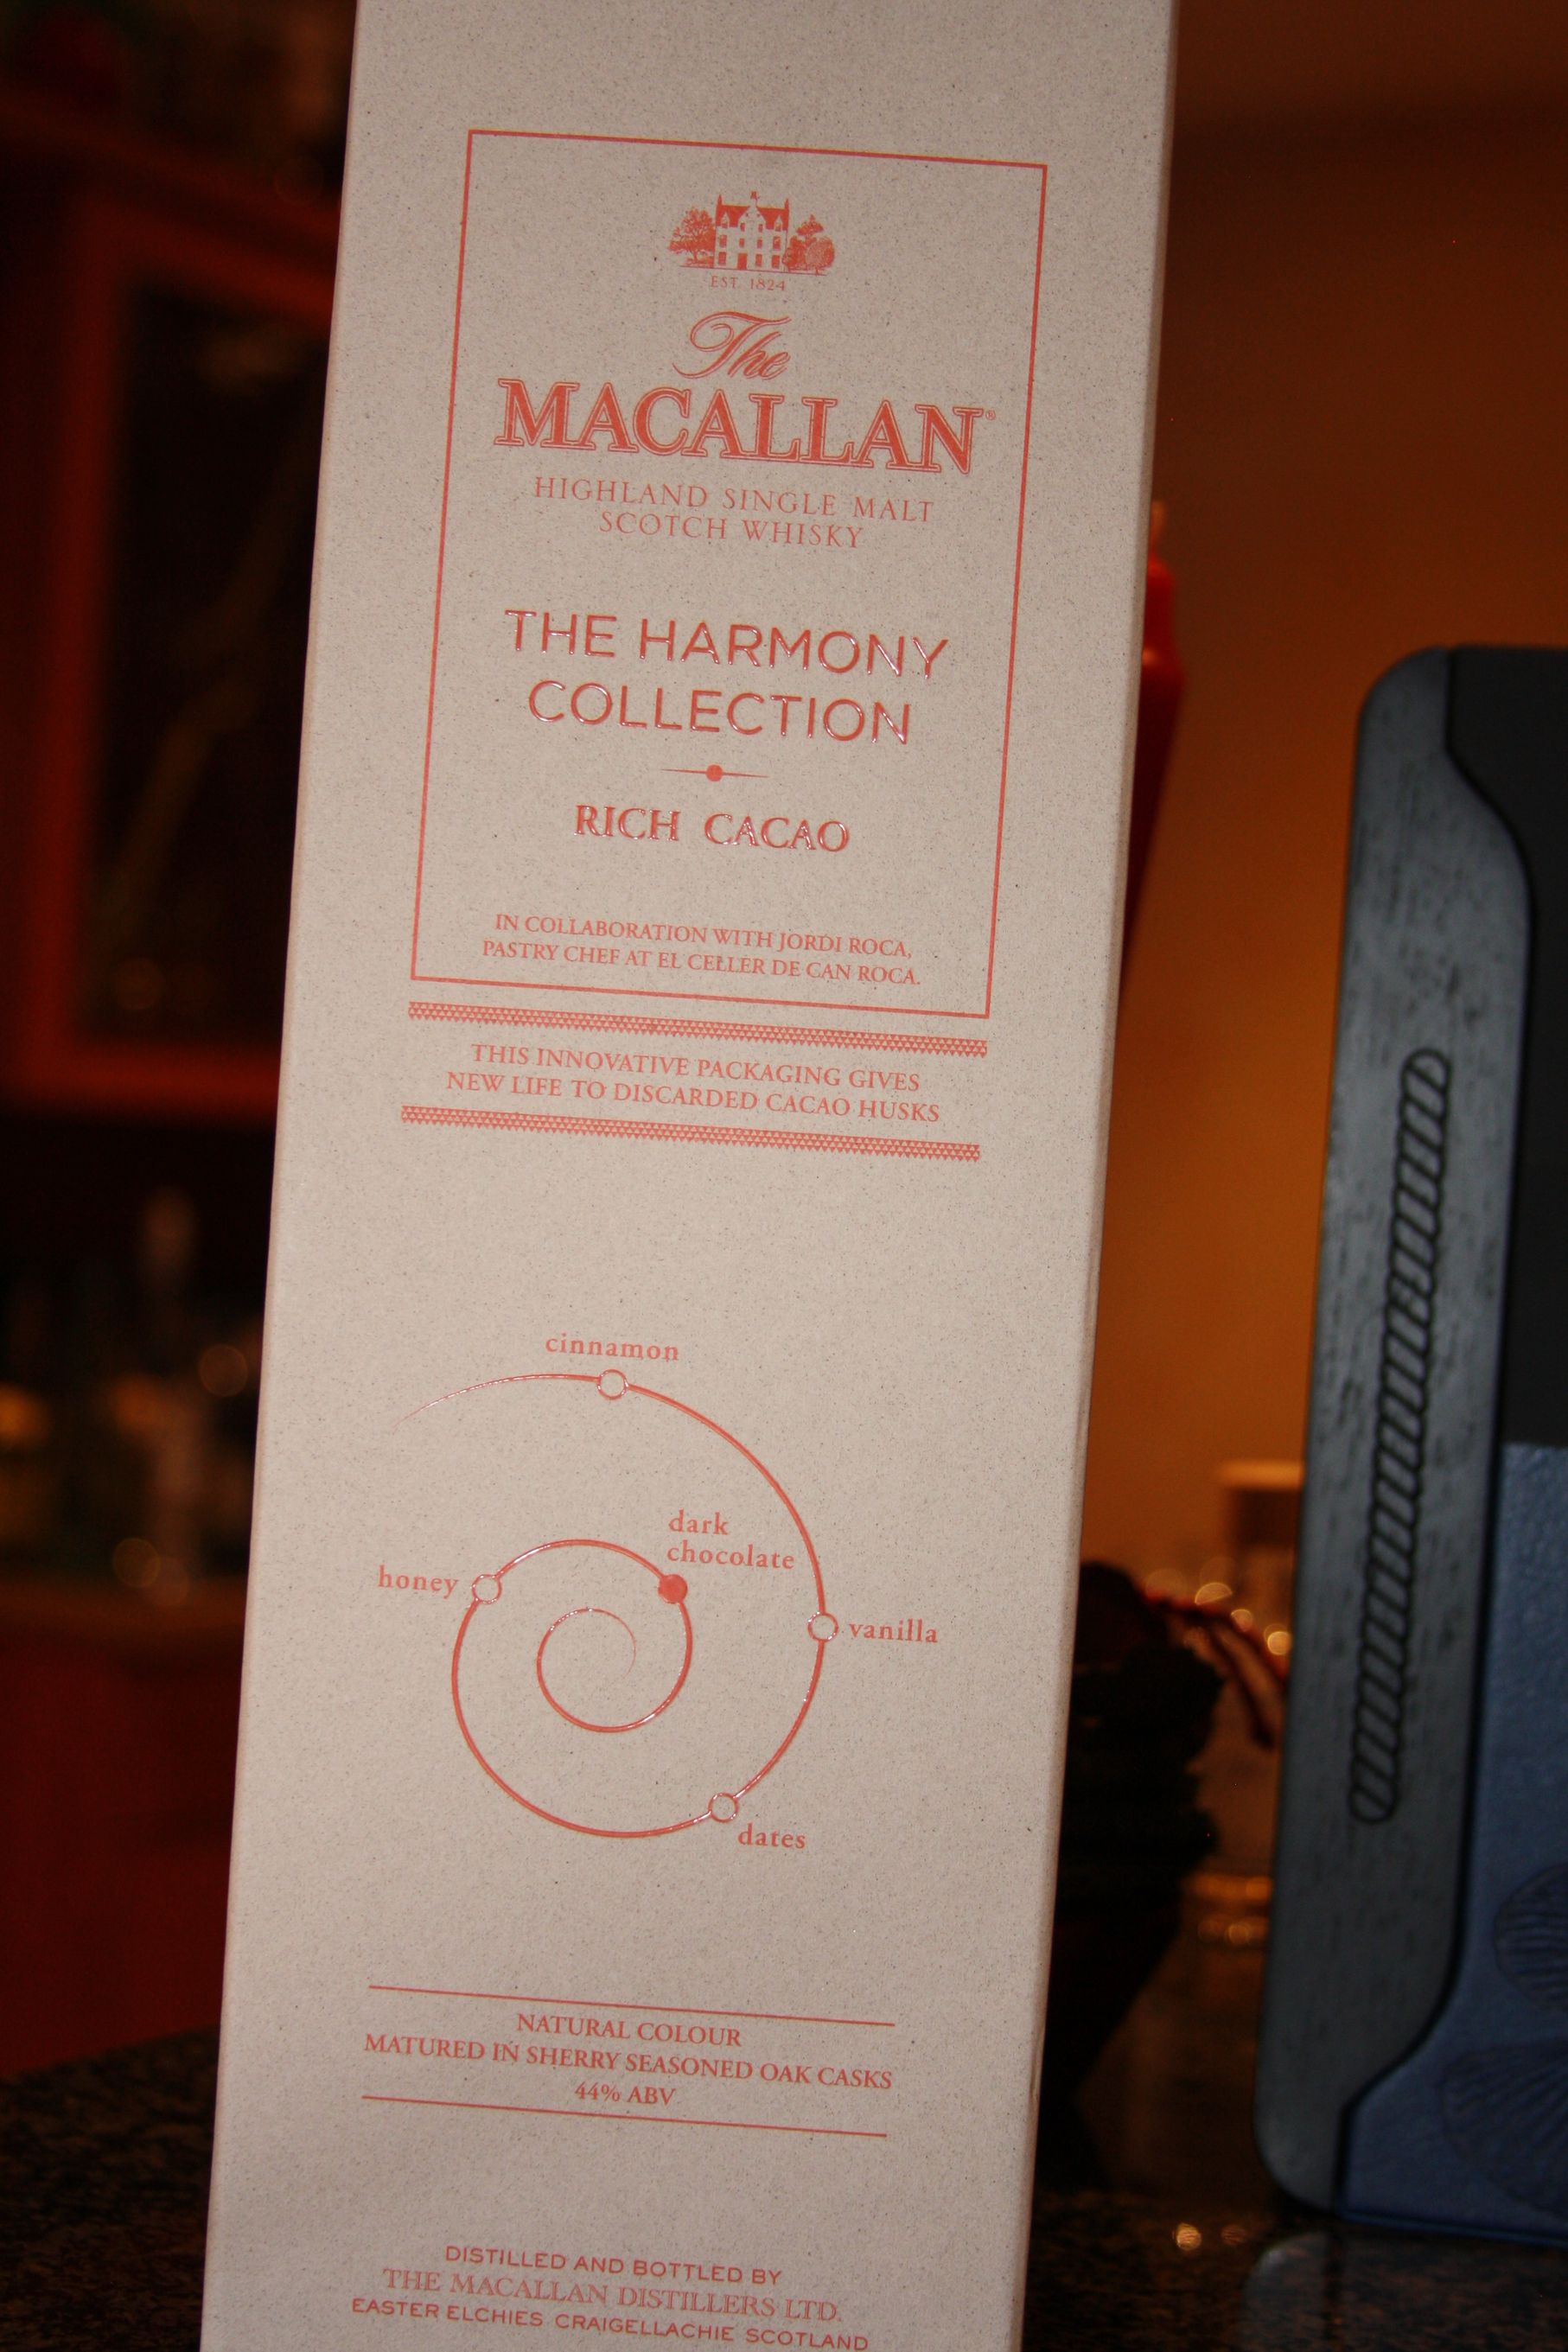 EST. 1824
The
MACALLAN®
HIGHLAND SINGLE MALT
SCOTCH WHISKY
THE HARMONY
COLLECTION
RICH CACAO
IN COLLABORATION WITH JORDI ROCA,
PASTRY CHEF AT EL CELLER DE CAN ROCA.
THIS INNOVATIVE PACKAGING GIVES
NEW LIFE TO DISCARDED CACAO HUSKS
cinnamon
dark
chocolate
honey
vanilla
dates
NATURAL COLOUR
MATURED IN SHERRY SEASONED OAK CASKS
44% ABV
DISTILLED AND BOTTLED BY
THE MACALLAN DISTILLERS LTD.
EASTER ELCHIES CRAIGELLACHIE SCOTLAND